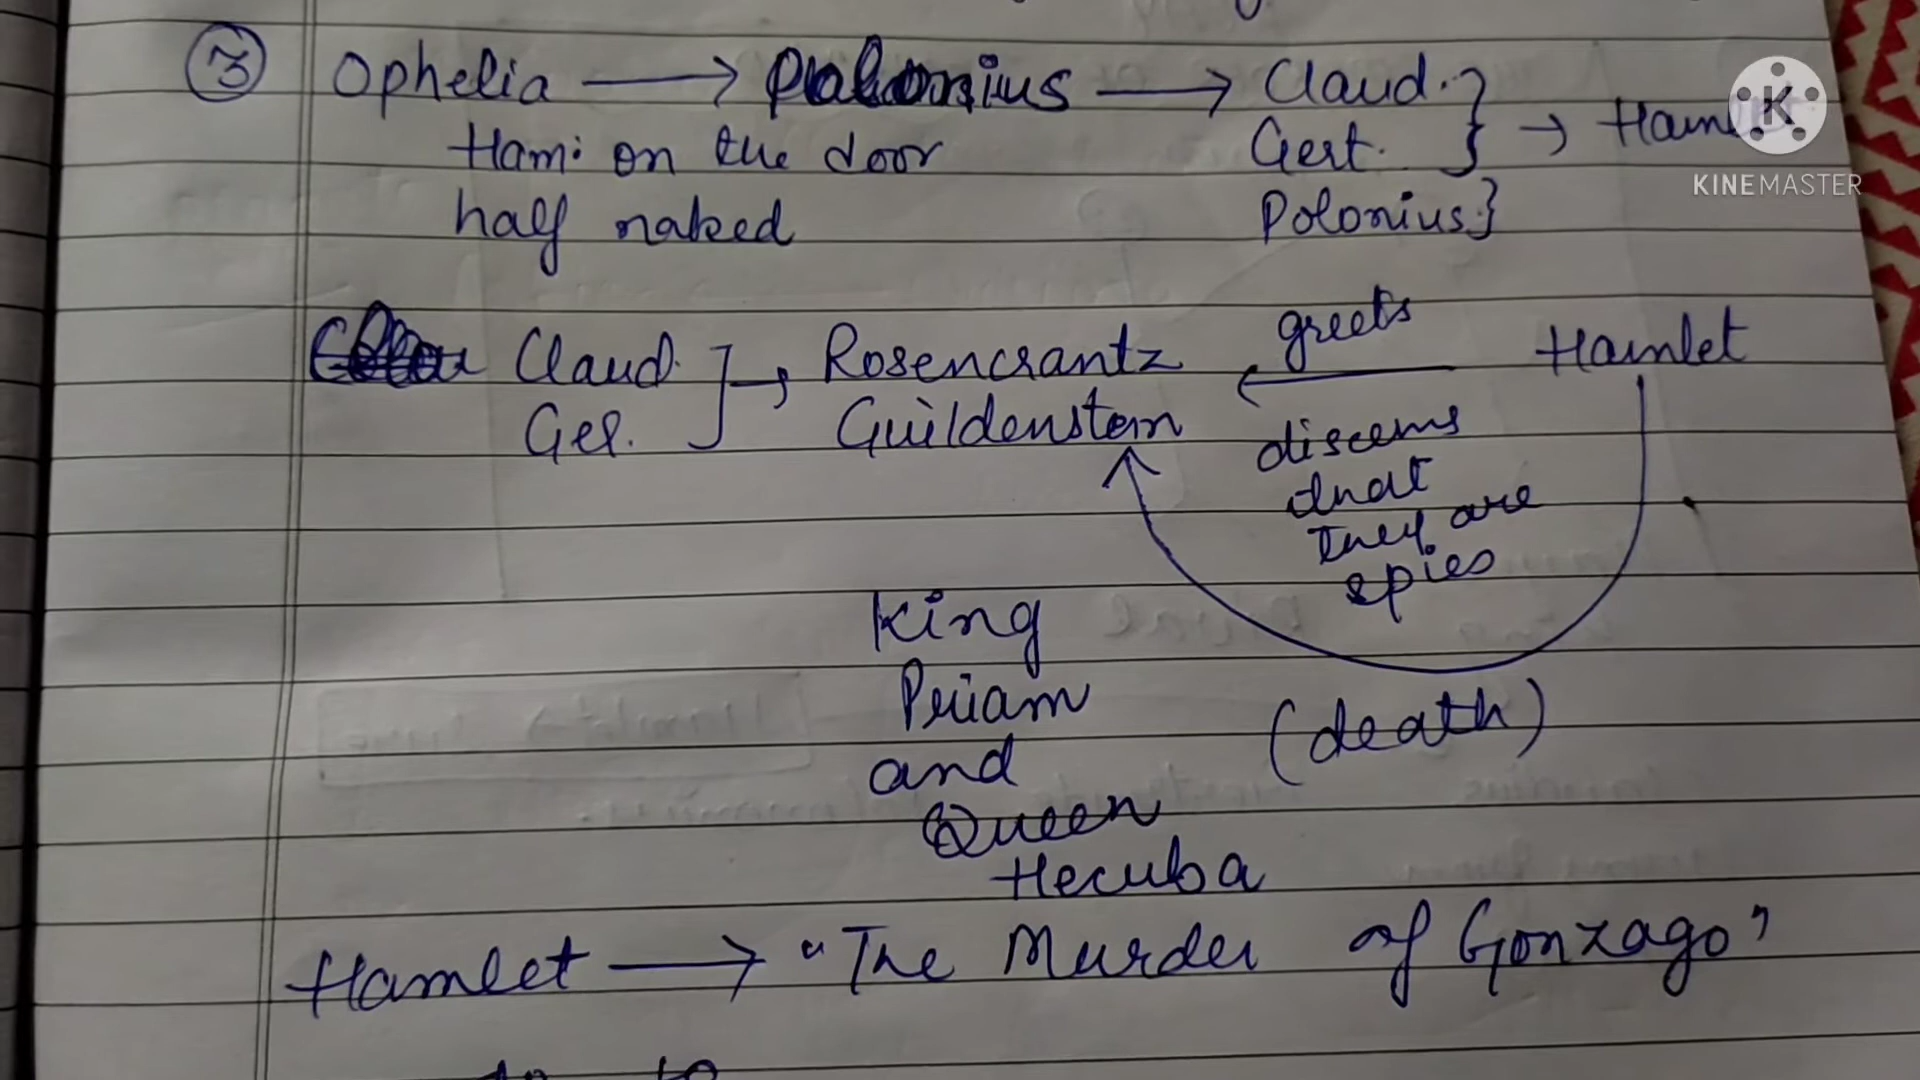 3 Ophelia → Polonius → Claud. } → Hamlet
Ham: on the door Gert.
half naked Polonius }
K
KINEMASTER
Claud. ] → Rosencrantz ← greets Hamlet
Ger. Guildenstern
discerns
that
they are
spies
King
Priam (death)
and
Queen
Hecuba
Hamlet → "The Murder of Gonzago"
to